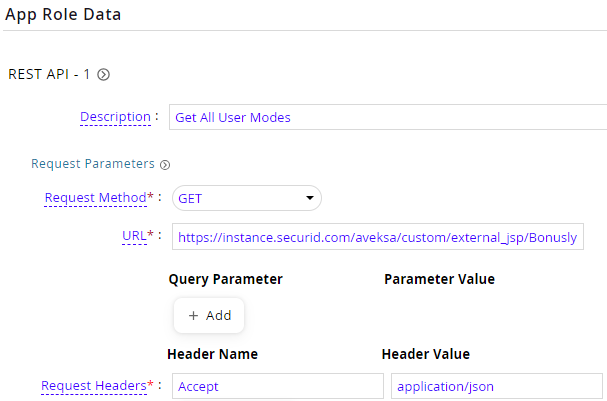 App Role Data
REST API - 1
Description :
Get All User Modes
Request Parameters
Request Method* :
GET
URL* :
https://instance.securid.com/aveksa/custom/external_jsp/Bonusly
Query Parameter Parameter Value
+ Add
Header Name Header Value
Request Headers* :
Accept application/json